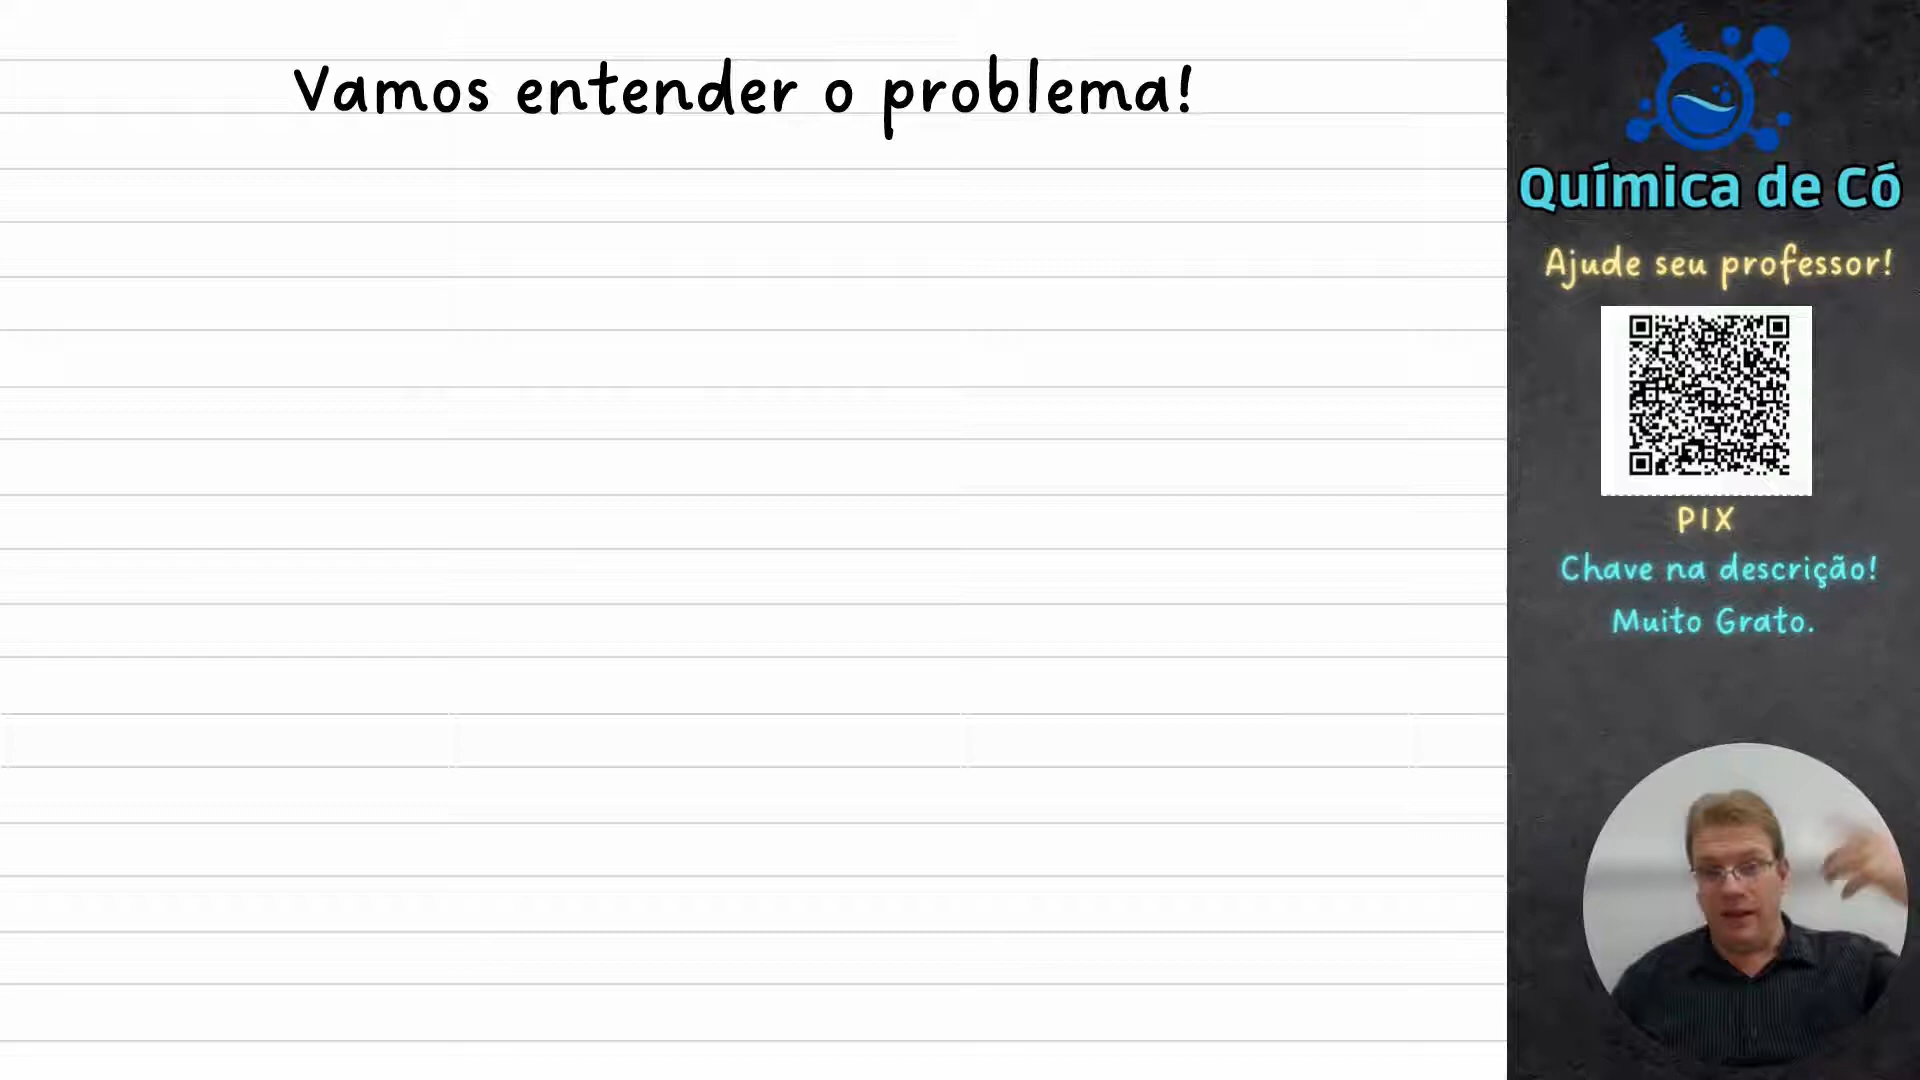 Vamos entender o problema!
Química de Có
Ajude seu professor!
PIX
Chave na descrição!
Muito Grato.